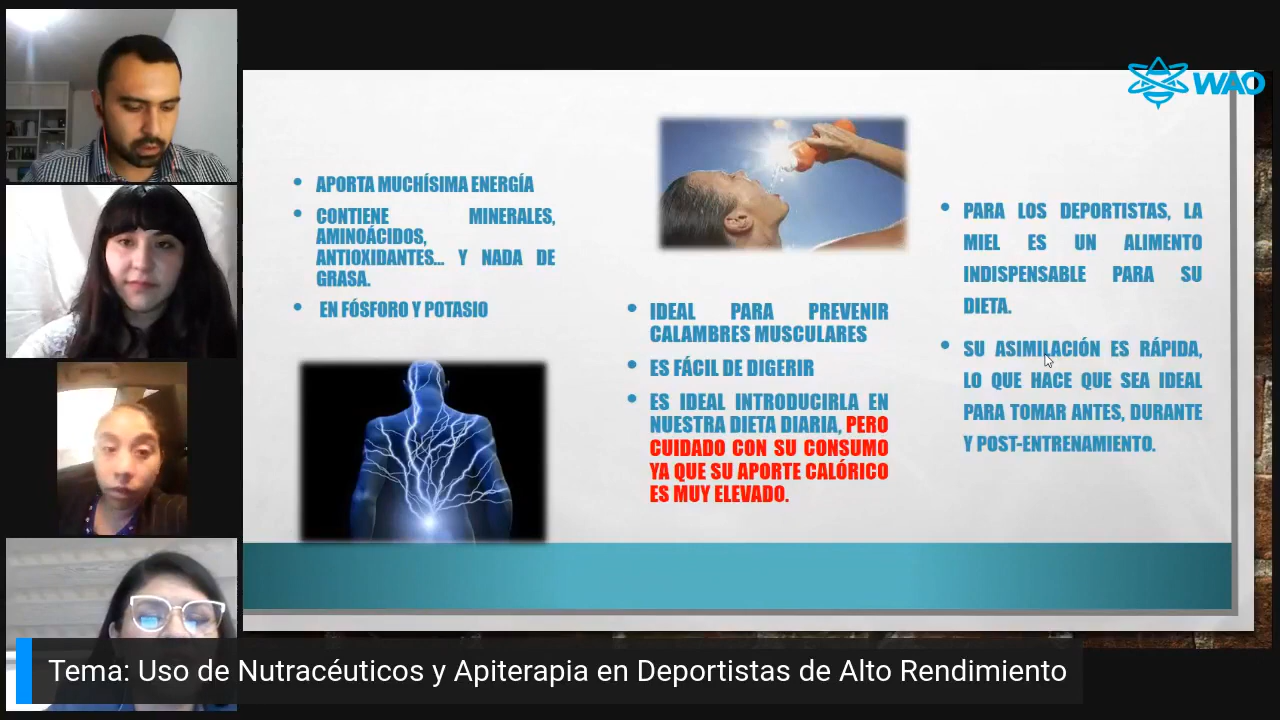 WAO
• APORTA MUCHÍSIMA ENERGÍA
• CONTIENE MINERALES,
AMINOÁCIDOS,
ANTIOXIDANTES... Y NADA DE
GRASA.
• EN FÓSFORO Y POTASIO
• IDEAL PARA PREVENIR
CALAMBRES MUSCULARES
• ES FÁCIL DE DIGERIR
• ES IDEAL INTRODUCIRLA EN
NUESTRA DIETA DIARIA, PERO
CUIDADO CON SU CONSUMO
YA QUE SU APORTE CALÓRICO
ES MUY ELEVADO.
• PARA LOS DEPORTISTAS, LA
MIEL ES UN ALIMENTO
INDISPENSABLE PARA SU
DIETA.
• SU ASIMILACIÓN ES RÁPIDA,
LO QUE HACE QUE SEA IDEAL
PARA TOMAR ANTES, DURANTE
Y POST-ENTRENAMIENTO.
Tema: Uso de Nutracéuticos y Apiterapia en Deportistas de Alto Rendimiento